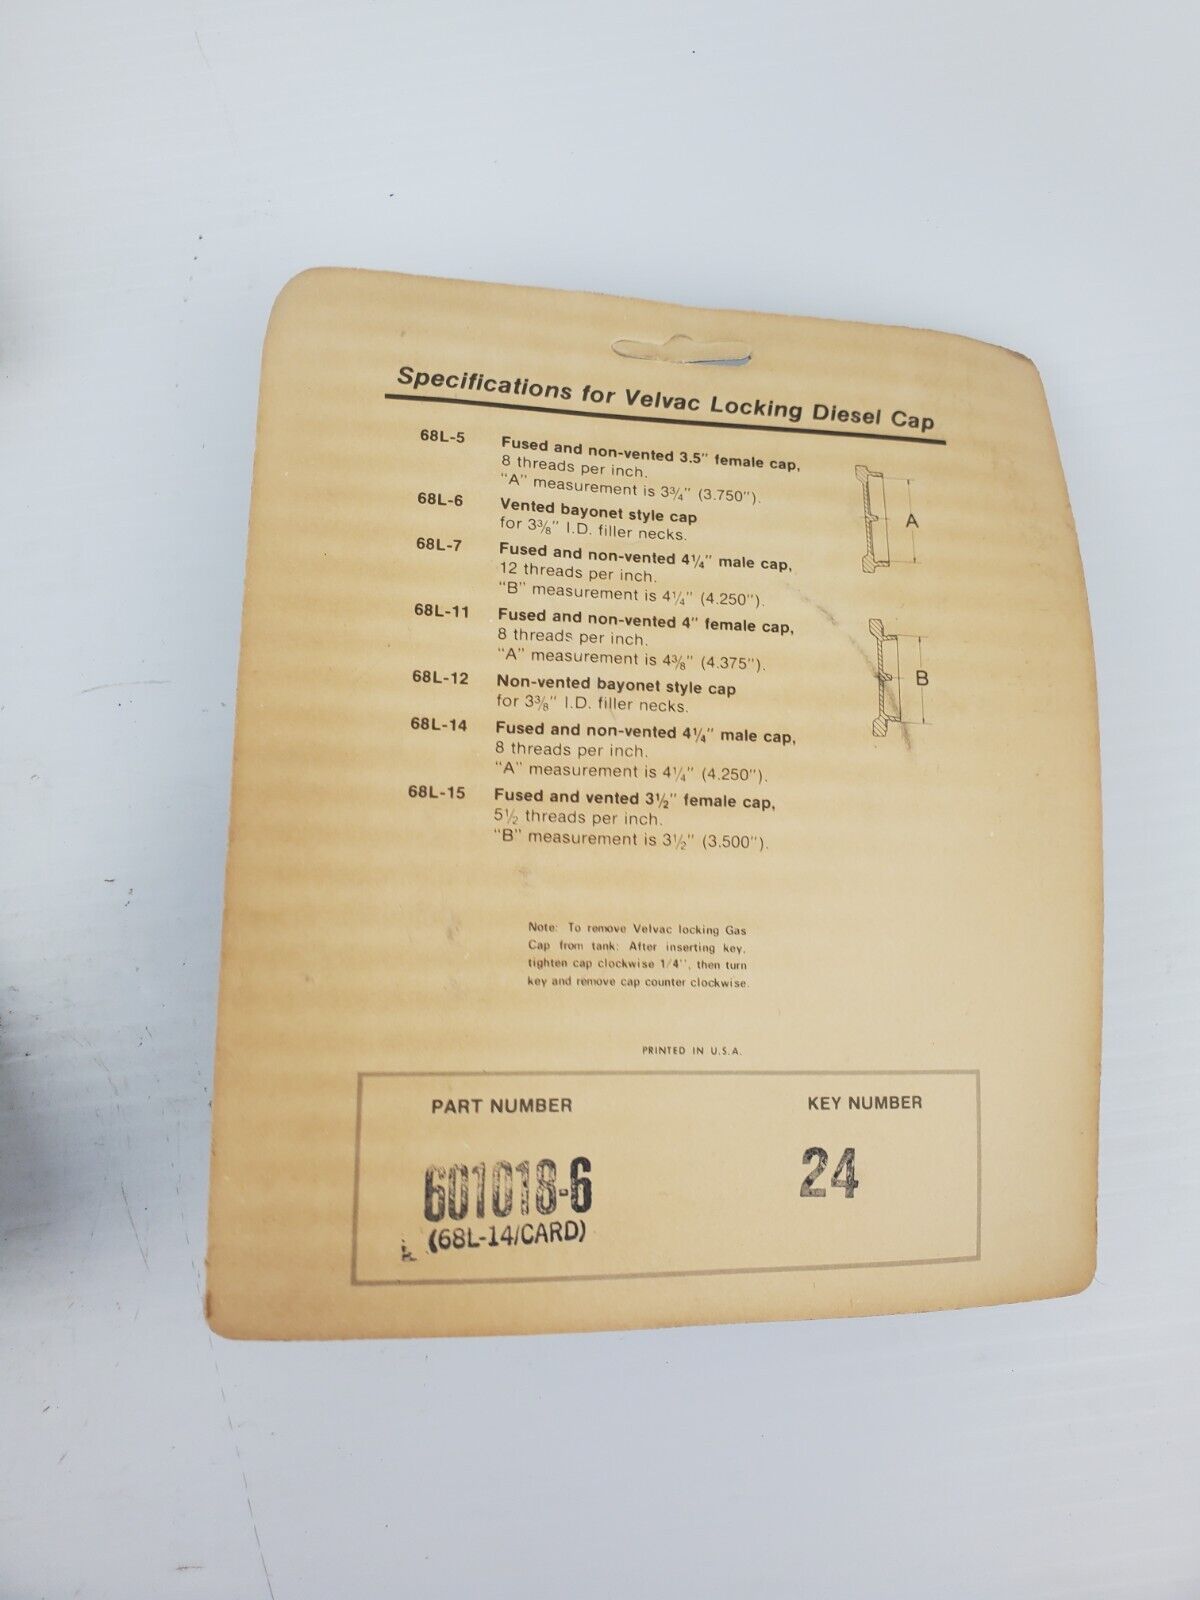 Specifications for Velvac Locking Diesel Cap
68L-5 Fused and non-vented 3.5" female cap,
8 threads per inch.
"A" measurement is 3¾" (3.750").
68L-6 Vented bayonet style cap
for 3⅜" I.D. filler necks.
68L-7 Fused and non-vented 4¼" male cap,
12 threads per inch.
"B" measurement is 4¼" (4.250").
68L-11 Fused and non-vented 4" female cap,
8 threads per inch.
"A" measurement is 4⅜" (4.375").
68L-12 Non-vented bayonet style cap
for 3⅜" I.D. filler necks.
68L-14 Fused and non-vented 4¼" male cap,
8 threads per inch.
"A" measurement is 4¼" (4.250").
68L-15 Fused and vented 3½" female cap,
5½ threads per inch.
"B" measurement is 3½" (3.500").
A
B
Note: To remove Velvac locking Gas
Cap from tank: After inserting key,
tighten cap clockwise 1/4", then turn
key and remove cap counter clockwise.
PRINTED IN U.S.A.
PART NUMBER KEY NUMBER
601018-6 24
(68L-14/CARD)